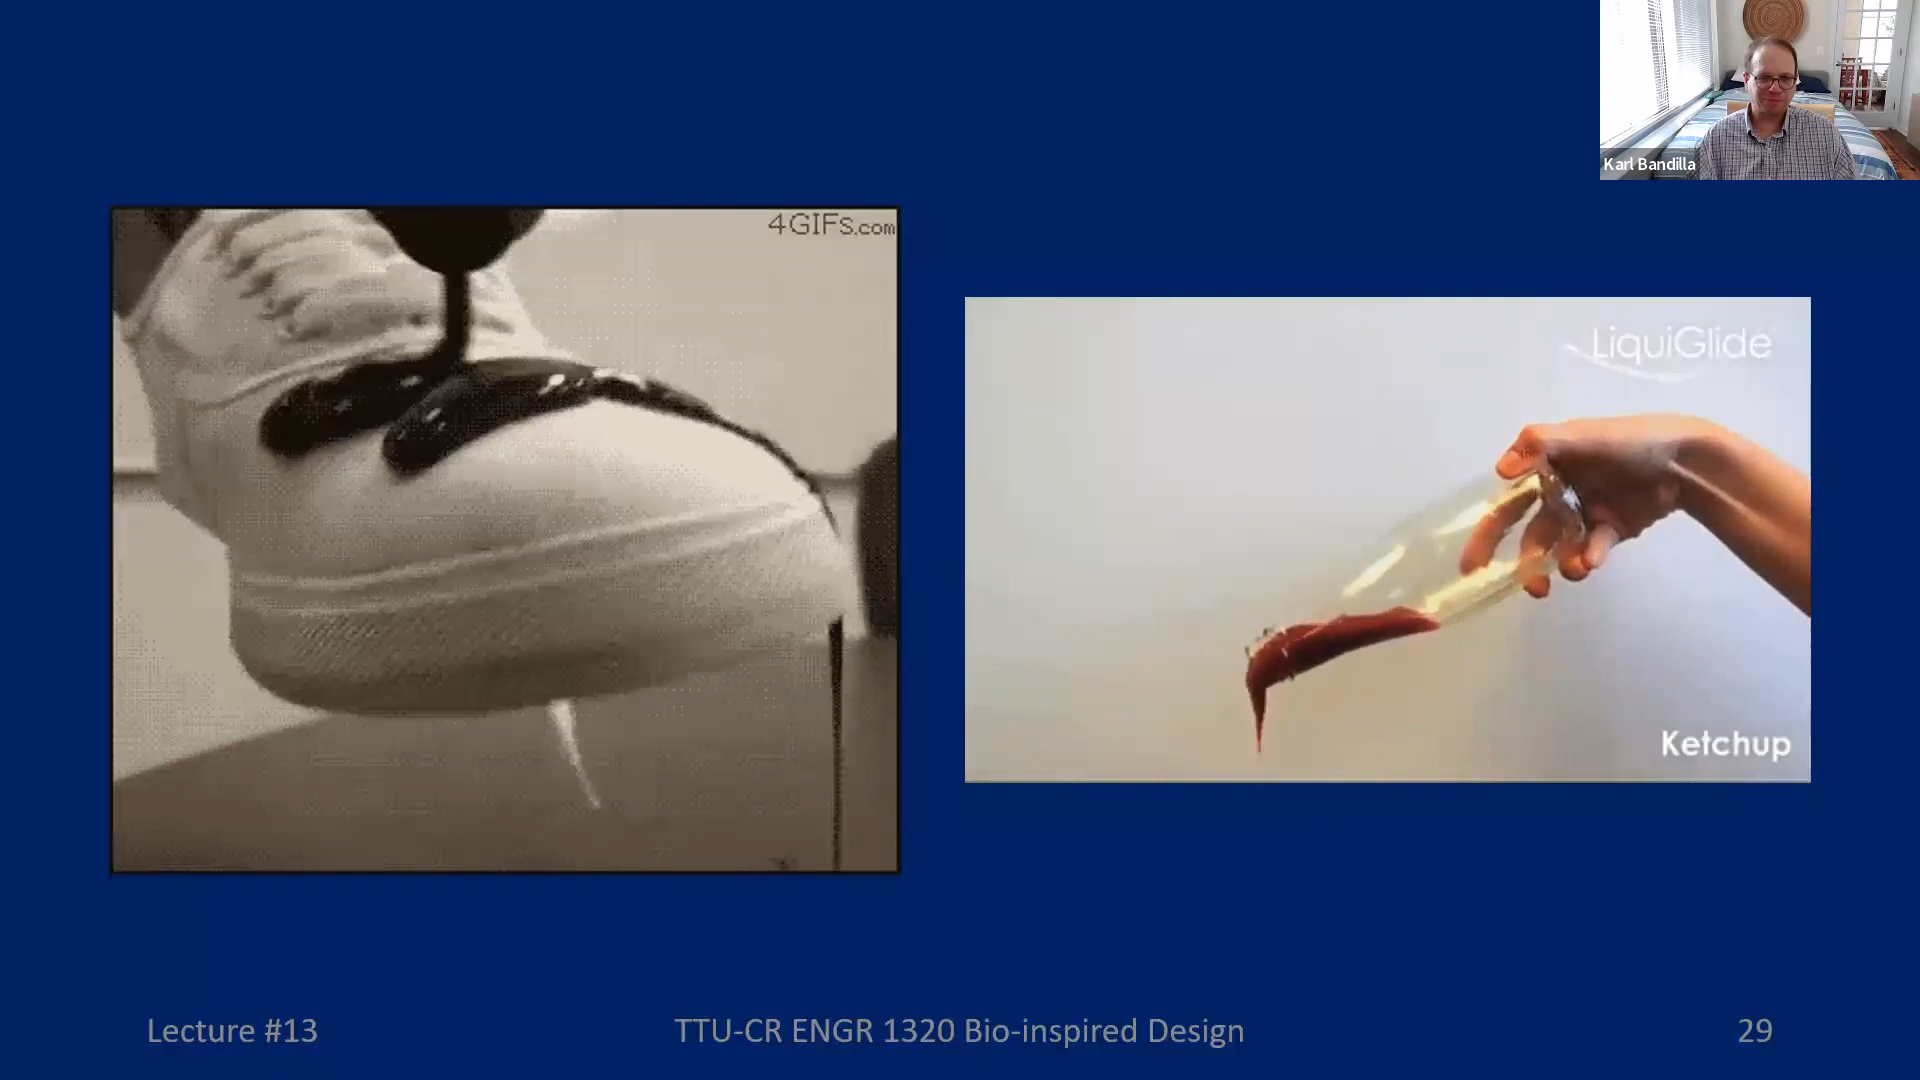 Karl Bandilla
4GIFs.com
LiquiGlide
Ketchup
Lecture #13
TTU-CR ENGR 1320 Bio-inspired Design
29